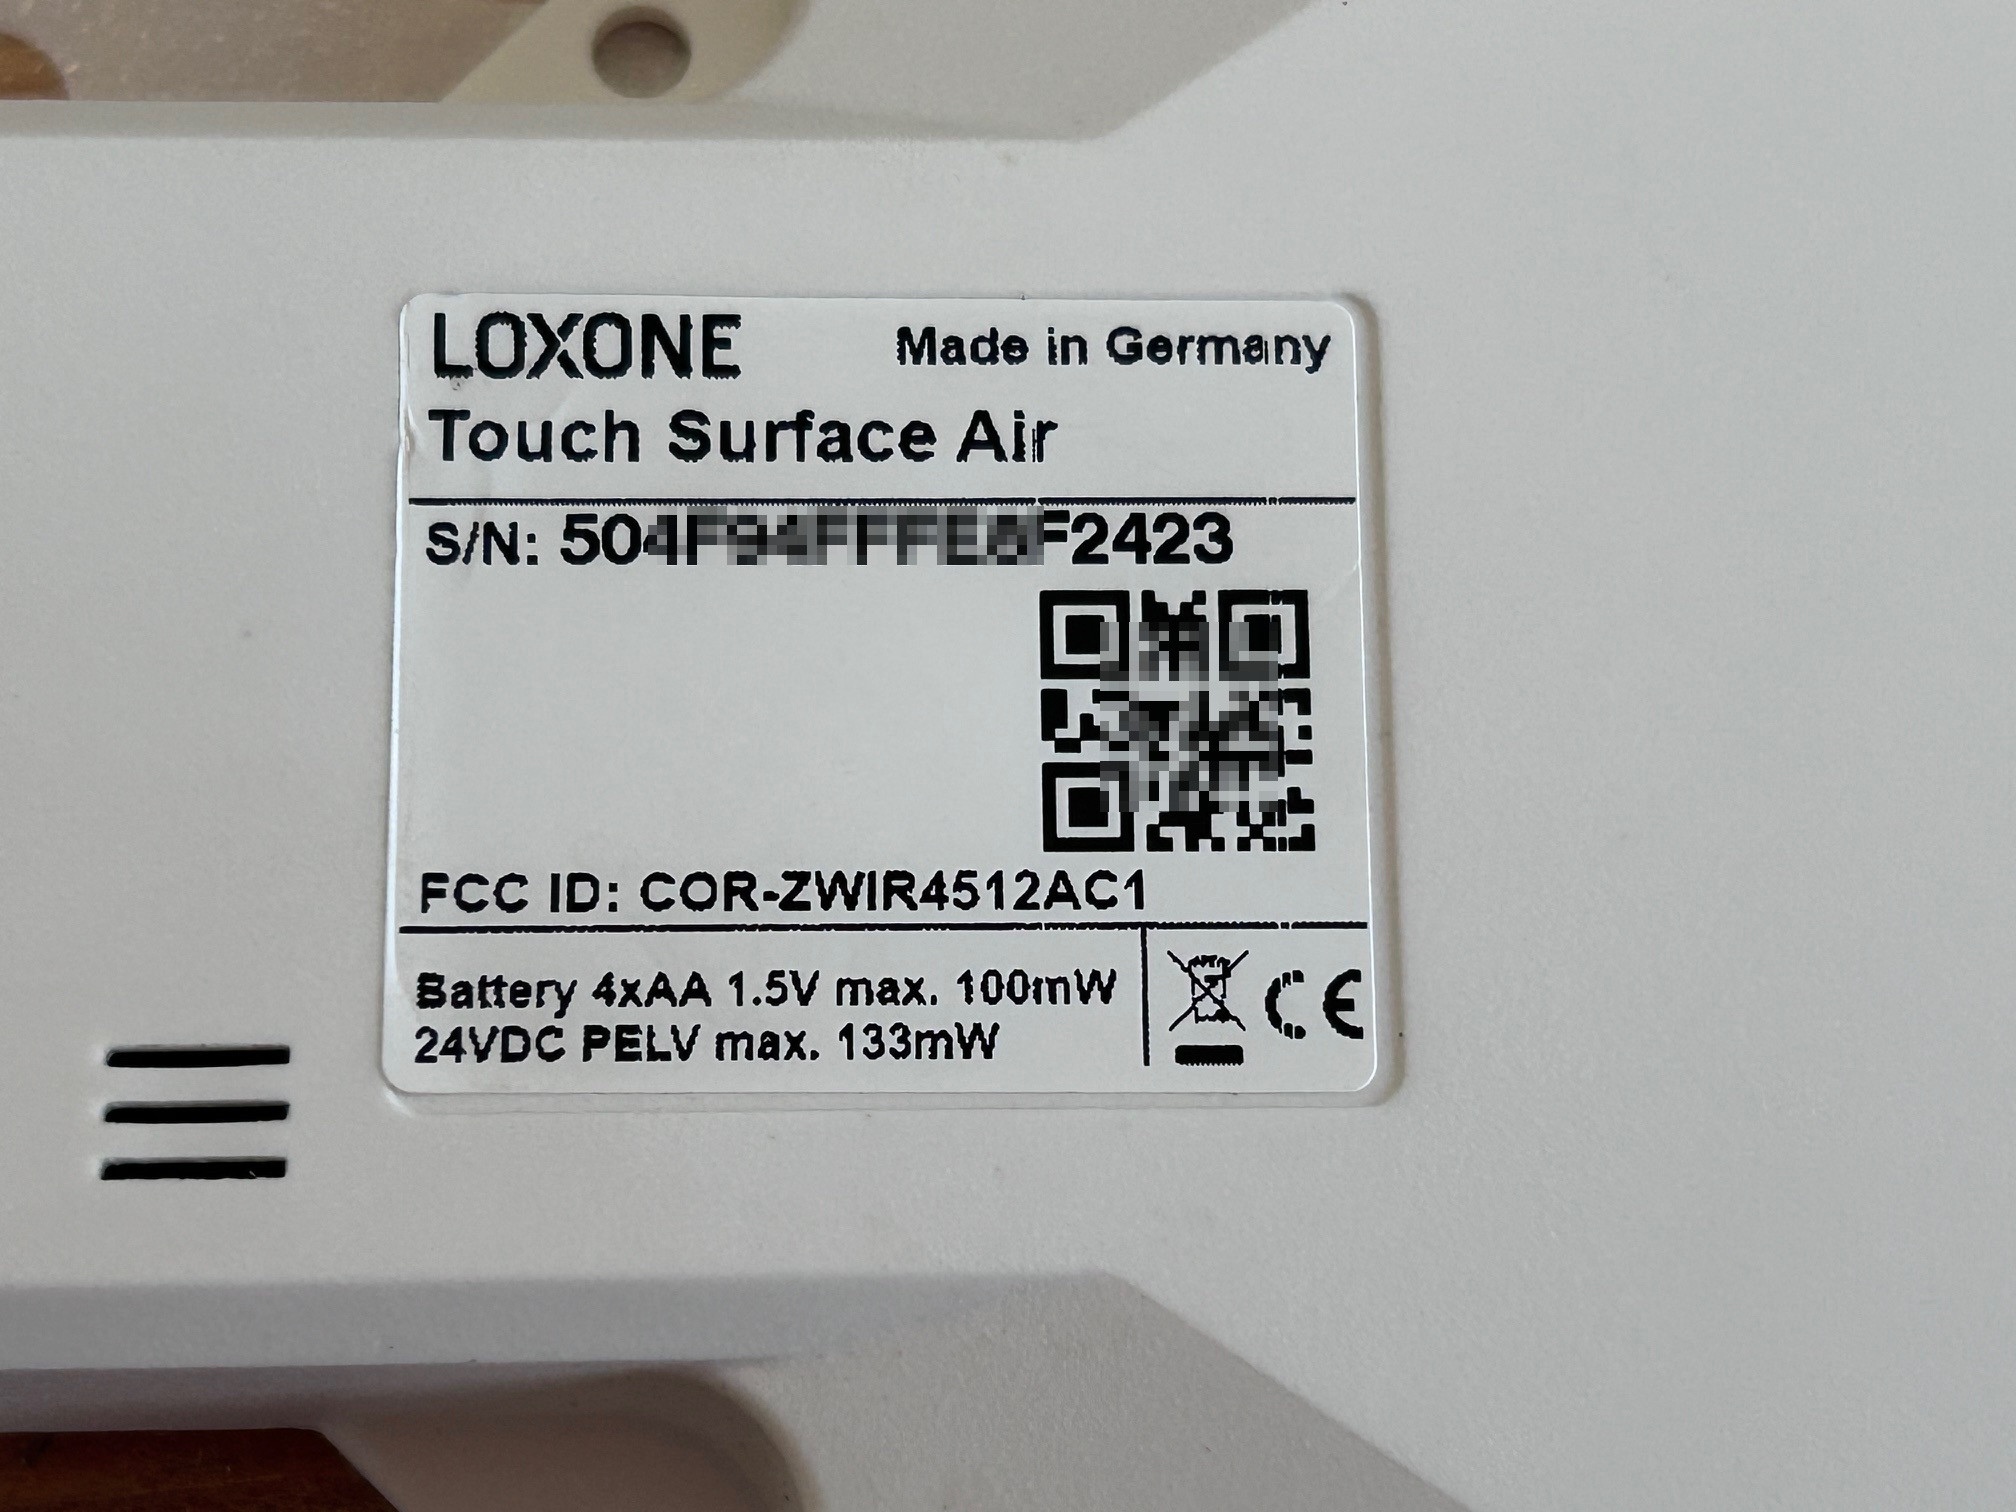 LOXONE Made in Germany
Touch Surface Air
S/N:
FCC ID: COR-ZWIR4512AC1
Battery 4xAA 1.5V max. 100mW
24VDC PELV max. 133mW
CE